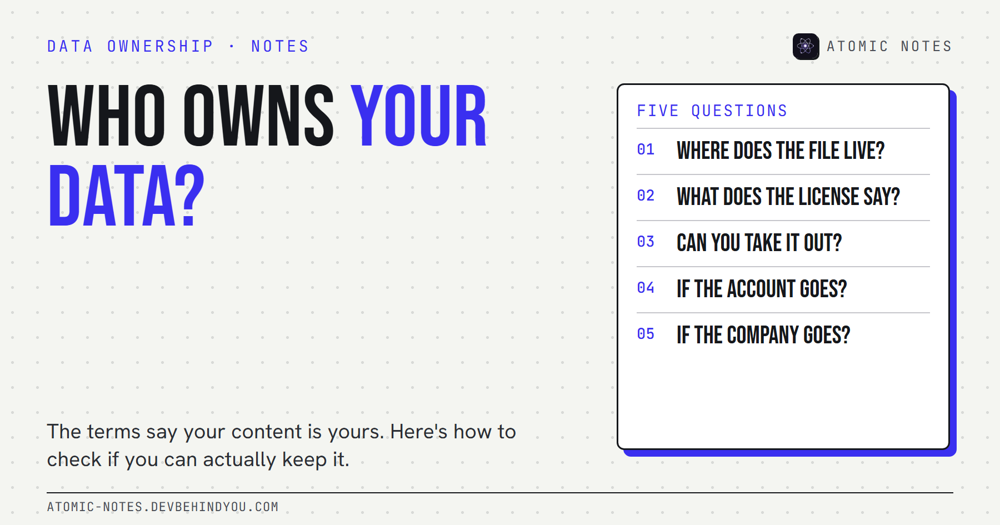 DATA OWNERSHIP · NOTES
ATOMIC NOTES
WHO OWNS YOUR
DATA?
FIVE QUESTIONS
01 WHERE DOES THE FILE LIVE?
02 WHAT DOES THE LICENSE SAY?
03 CAN YOU TAKE IT OUT?
04 IF THE ACCOUNT GOES?
05 IF THE COMPANY GOES?
The terms say your content is yours. Here's how to
check if you can actually keep it.
ATOMIC-NOTES.DEVBEHINDYOU.COM